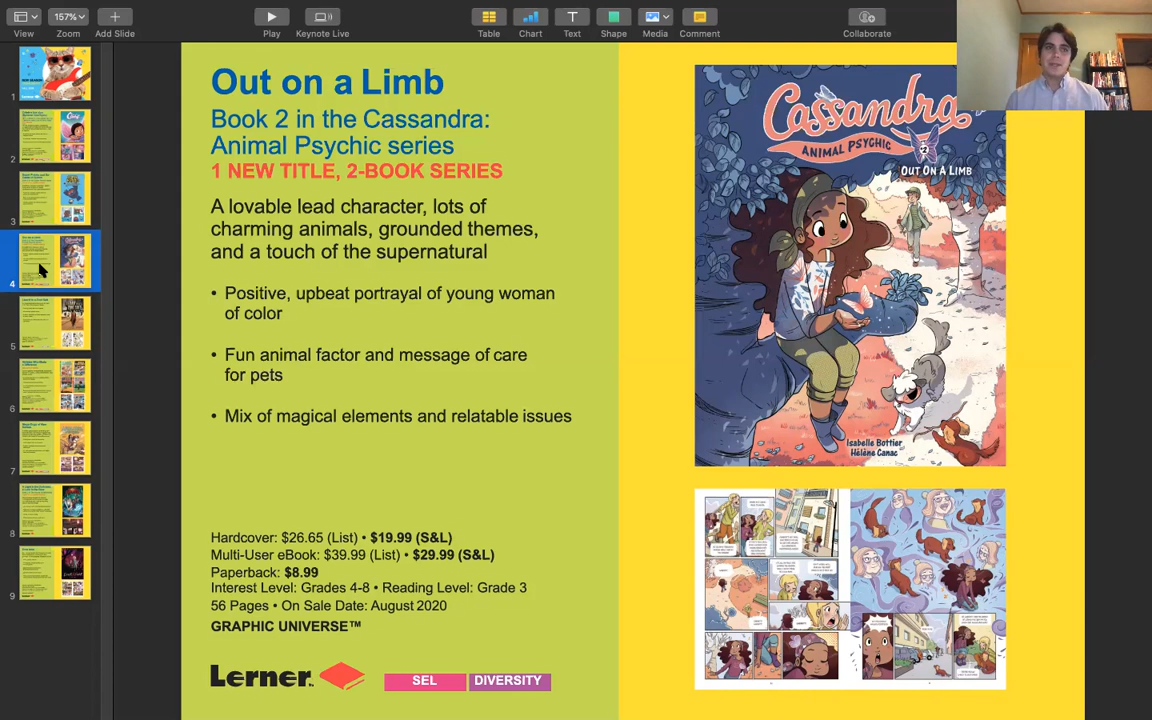 157%
View
Zoom
Add Slide
Play
Keynote Live
Table
Chart
Text
Shape
Media
Comment
Collaborate
1
2
3
4
5
6
7
8
9
Out on a Limb
Book 2 in the Cassandra:
Animal Psychic series
1 NEW TITLE, 2-BOOK SERIES
A lovable lead character, lots of
charming animals, grounded themes,
and a touch of the supernatural
• Positive, upbeat portrayal of young woman
of color
• Fun animal factor and message of care
for pets
• Mix of magical elements and relatable issues
Hardcover: $26.65 (List) • $19.99 (S&L)
Multi-User eBook: $39.99 (List) • $29.99 (S&L)
Paperback: $8.99
Interest Level: Grades 4-8 • Reading Level: Grade 3
56 Pages • On Sale Date: August 2020
GRAPHIC UNIVERSE™
Lerner™
SEL
DIVERSITY
Cassandra
ANIMAL PSYCHIC
#2
OUT ON A LIMB
Isabelle Bottier
Hélène Canac